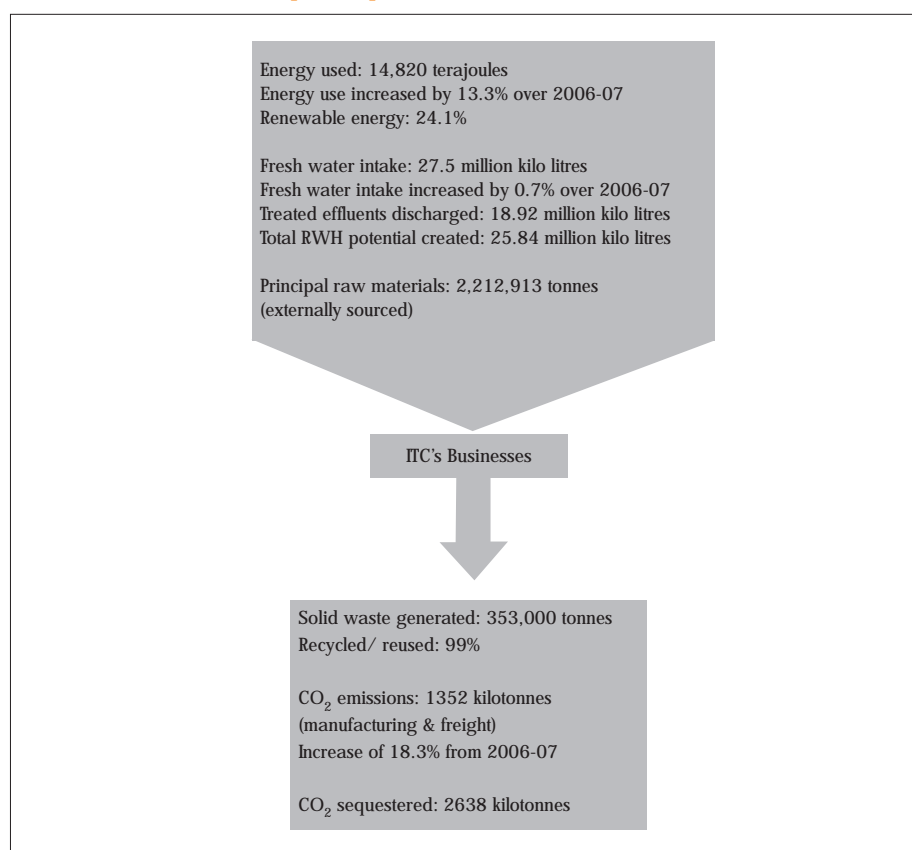 Energy used: 14,820 terajoules
Energy use increased by 13.3% over 2006-07
Renewable energy: 24.1%
Fresh water intake: 27.5 million kilo litres
Fresh water intake increased by 0.7% over 2006-07
Treated effluents discharged: 18.92 million kilo litres
Total RWH potential created: 25.84 million kilo litres
Principal raw materials: 2,212,913 tonnes
(externally sourced)
ITC's Businesses
Solid waste generated: 353,000 tonnes
Recycled/ reused: 99%
CO₂ emissions: 1352 kilotonnes
(manufacturing & freight)
Increase of 18.3% from 2006-07
CO₂ sequestered: 2638 kilotonnes